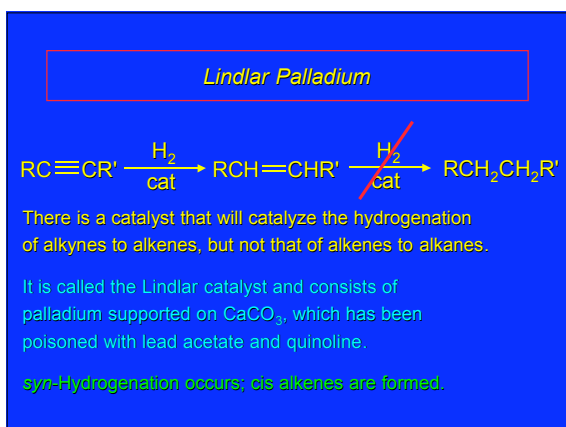 Lindlar Palladium
RC≡CR' H₂ cat RCH=CHR' H₂ cat RCH₂CH₂R'
There is a catalyst that will catalyze the hydrogenation
of alkynes to alkenes, but not that of alkenes to alkanes.
It is called the Lindlar catalyst and consists of
palladium supported on CaCO₃, which has been
poisoned with lead acetate and quinoline.
syn-Hydrogenation occurs; cis alkenes are formed.